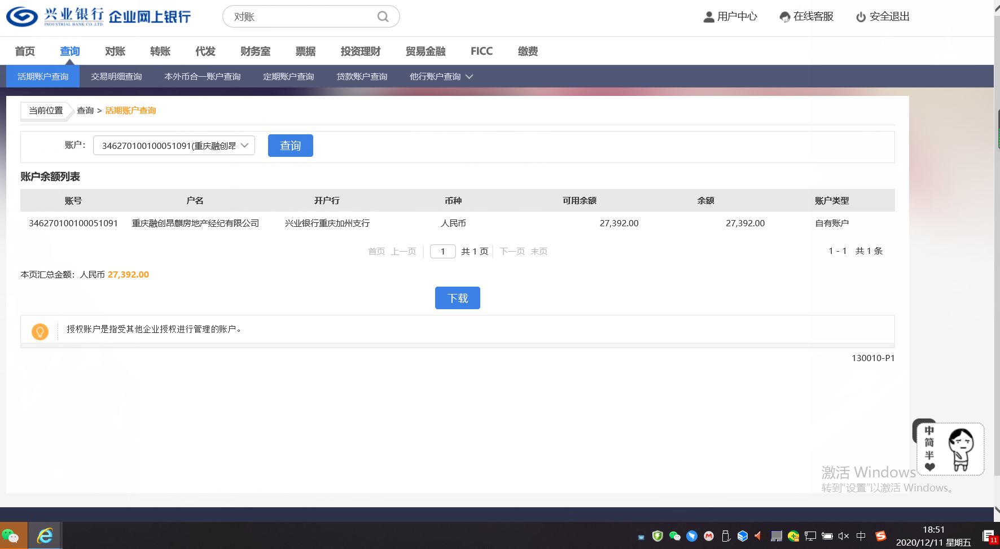 兴业银行 企业网上银行 对账 用户中心 在线客服 安全退出
INDUSTRIAL BANK CO.,LTD.
首页 查询 对账 转账 代发 财务室 票据 投资理财 贸易金融 FICC 缴费
活期账户查询 交易明细查询 本外币合一账户查询 定期账户查询 贷款账户查询 他行账户查询
当前位置 查询 > 活期账户查询
账户： 346270100100051091(重庆融创昂 查询
账户余额列表
账号 户名 开户行 币种 可用余额 余额 账户类型
346270100100051091 重庆融创昂麒房地产经纪有限公司 兴业银行重庆加州支行 人民币 27,392.00 27,392.00 自有账户
首页 上一页 1 共 1 页 下一页 末页 1 - 1 共 1 条
本页汇总金额：人民币 27,392.00
下载
授权账户是指受其他企业授权进行管理的账户。
130010-P1
中
简
半
激活 Windows
转到“设置”以激活 Windows。
中 18:51
2020/12/11 星期五 11